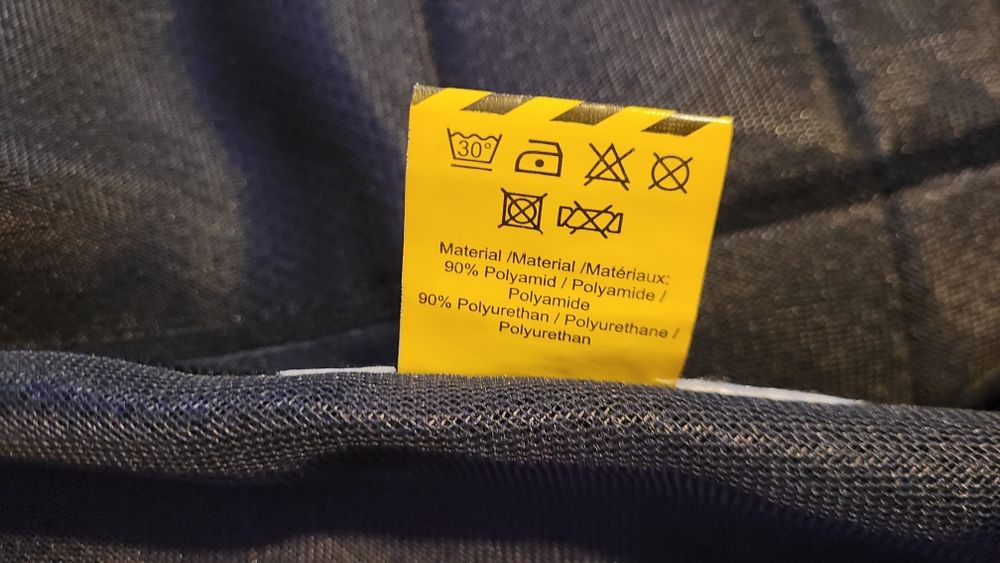 30°
Material /Material /Matériaux:
90% Polyamid / Polyamide /
Polyamide
90% Polyurethan / Polyurethane /
Polyurethan